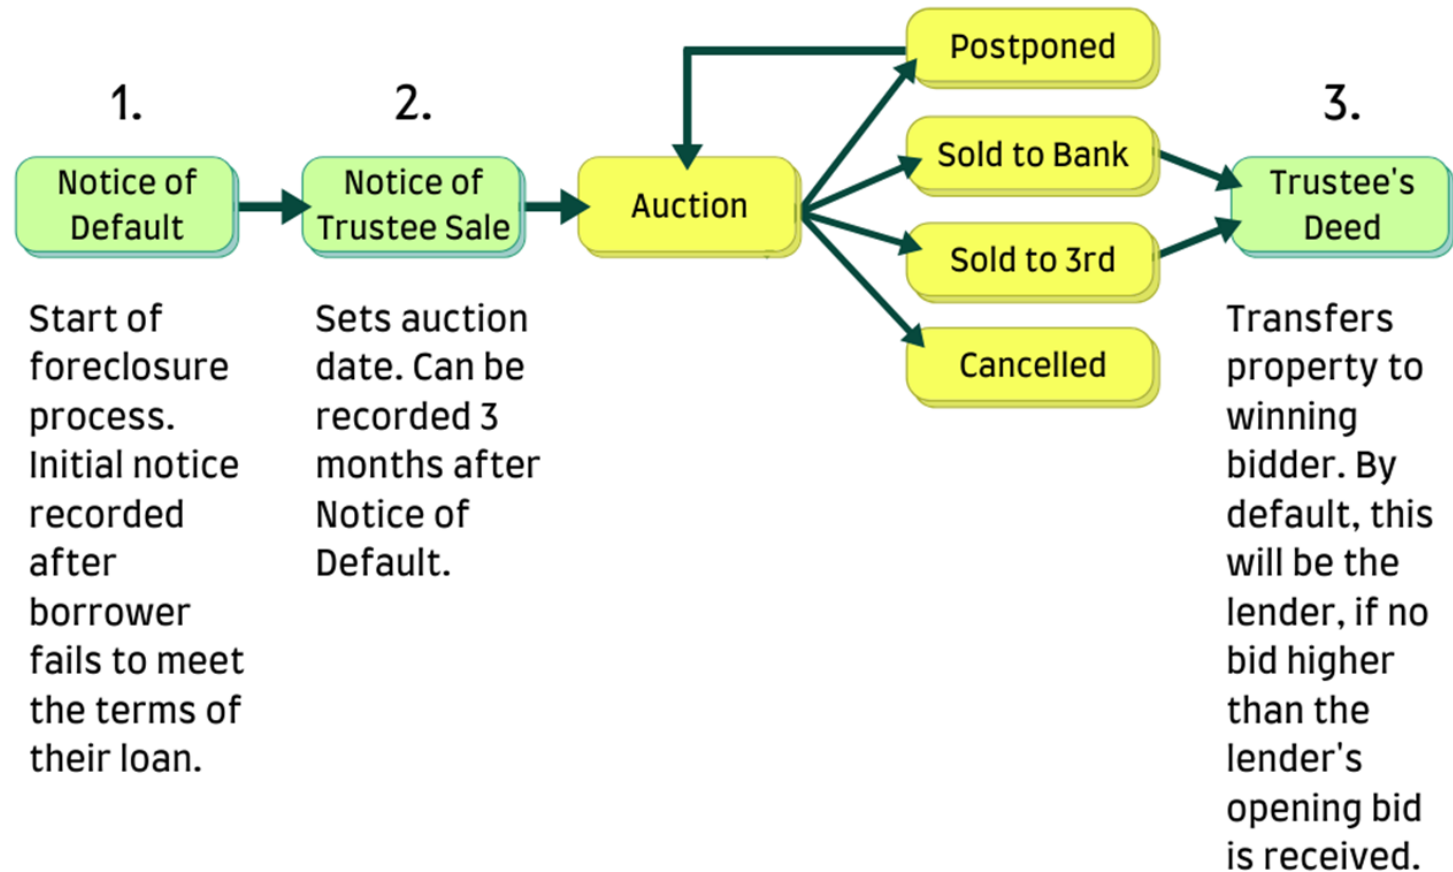 1.
Notice of
Default
Start of
foreclosure
process.
Initial notice
recorded
after
borrower
fails to meet
the terms of
their loan.
2.
Notice of
Trustee Sale
Sets auction
date. Can be
recorded 3
months after
Notice of
Default.
Auction
Postponed
Sold to Bank
Sold to 3rd
Cancelled
3.
Trustee's
Deed
Transfers
property to
winning
bidder. By
default, this
will be the
lender, if no
bid higher
than the
lender's
opening bid
is received.